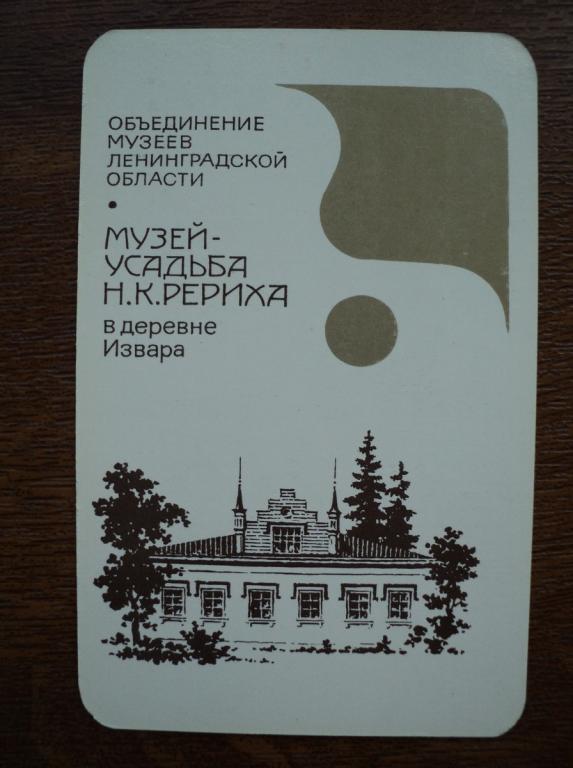 ОБЪЕДИНЕНИЕ
МУЗЕЕВ
ЛЕНИНГРАДСКОЙ
ОБЛАСТИ
•
МУЗЕЙ-
УСАДЬБА
Н.К.РЕРИХА
в деревне
Извара